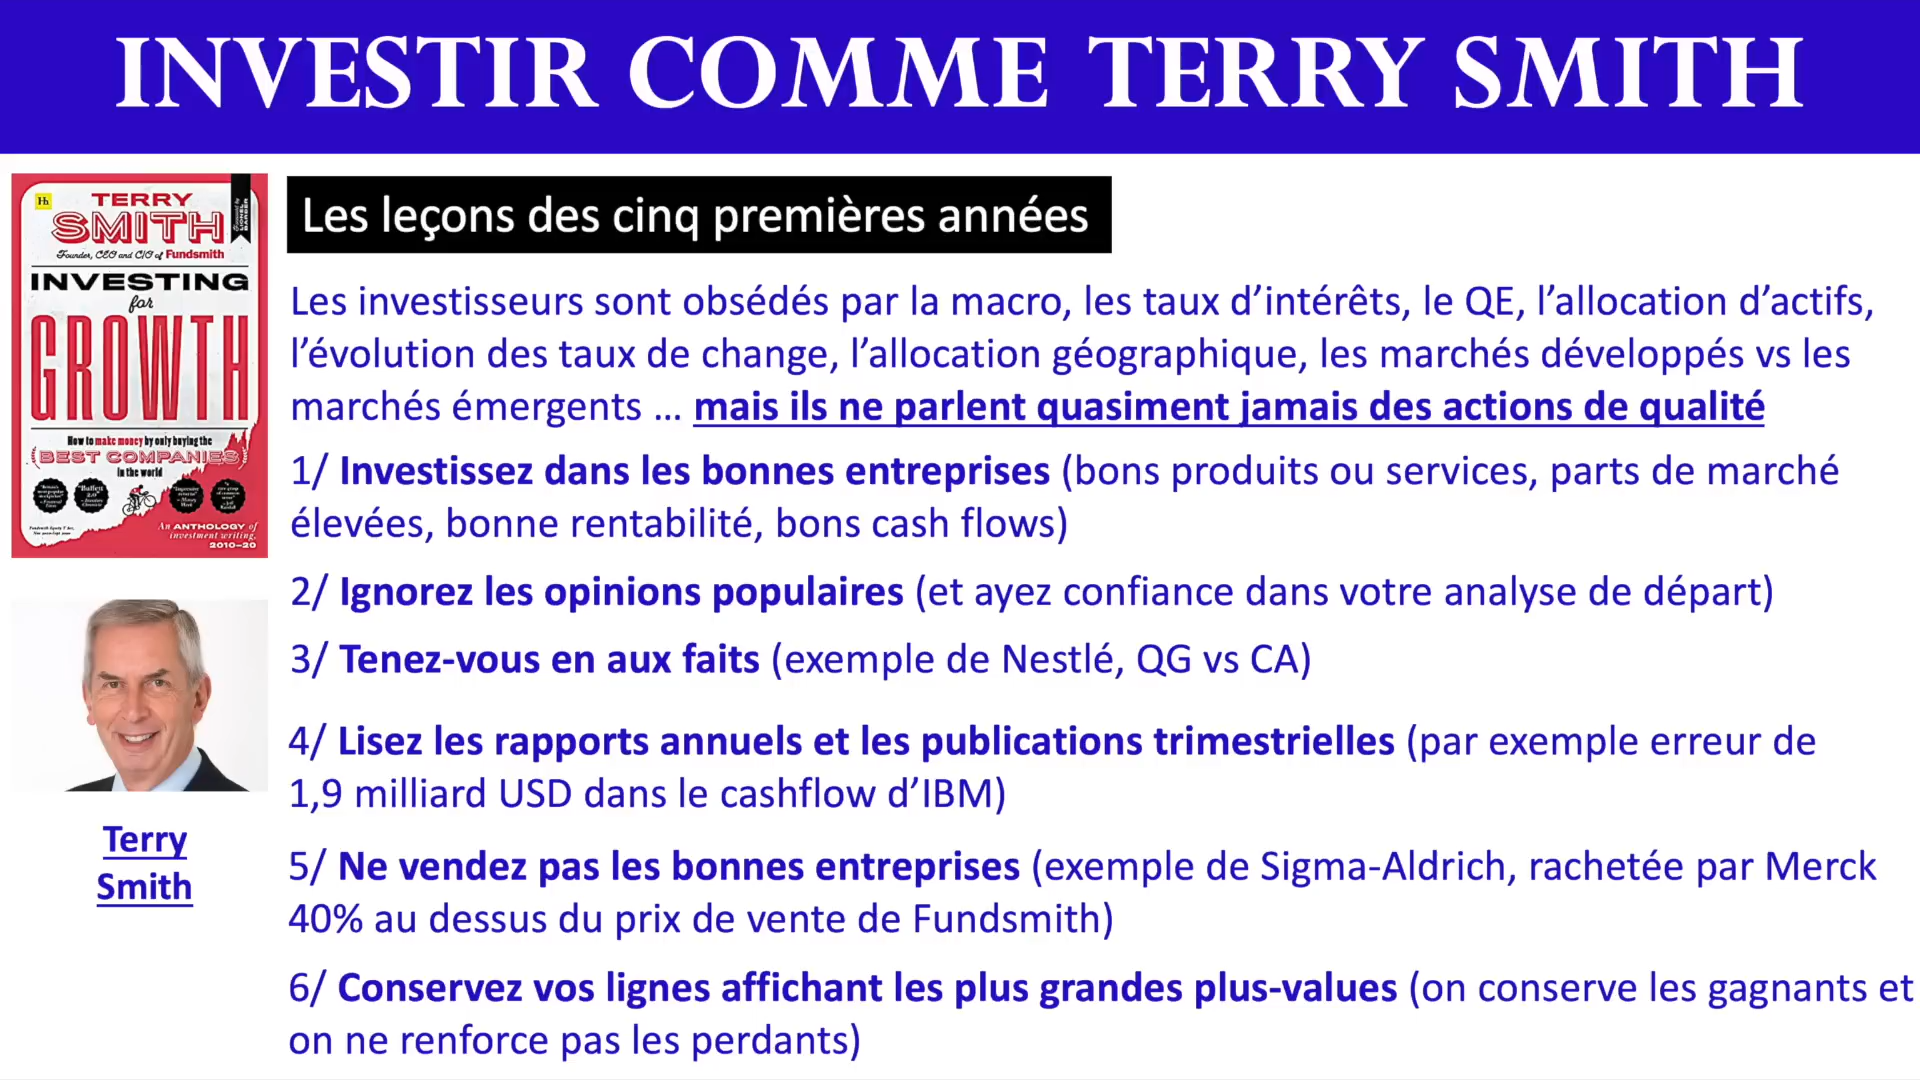 INVESTIR COMME TERRY SMITH
Hh
TERRY
SMITH
Founder, CEO and CIO of Fundsmith
INVESTING
for
GROWTH
How to make money by only buying the
BEST COMPANIES
in the world
An ANTHOLOGY of
investment writing,
2010–20
Les leçons des cinq premières années
Les investisseurs sont obsédés par la macro, les taux d’intérêts, le QE, l’allocation d’actifs,
l’évolution des taux de change, l’allocation géographique, les marchés développés vs les
marchés émergents … mais ils ne parlent quasiment jamais des actions de qualité
1/ Investissez dans les bonnes entreprises (bons produits ou services, parts de marché
élevées, bonne rentabilité, bons cash flows)
2/ Ignorez les opinions populaires (et ayez confiance dans votre analyse de départ)
3/ Tenez-vous en aux faits (exemple de Nestlé, QG vs CA)
4/ Lisez les rapports annuels et les publications trimestrielles (par exemple erreur de
1,9 milliard USD dans le cashflow d’IBM)
5/ Ne vendez pas les bonnes entreprises (exemple de Sigma-Aldrich, rachetée par Merck
40% au dessus du prix de vente de Fundsmith)
6/ Conservez vos lignes affichant les plus grandes plus-values (on conserve les gagnants et
on ne renforce pas les perdants)
Terry
Smith